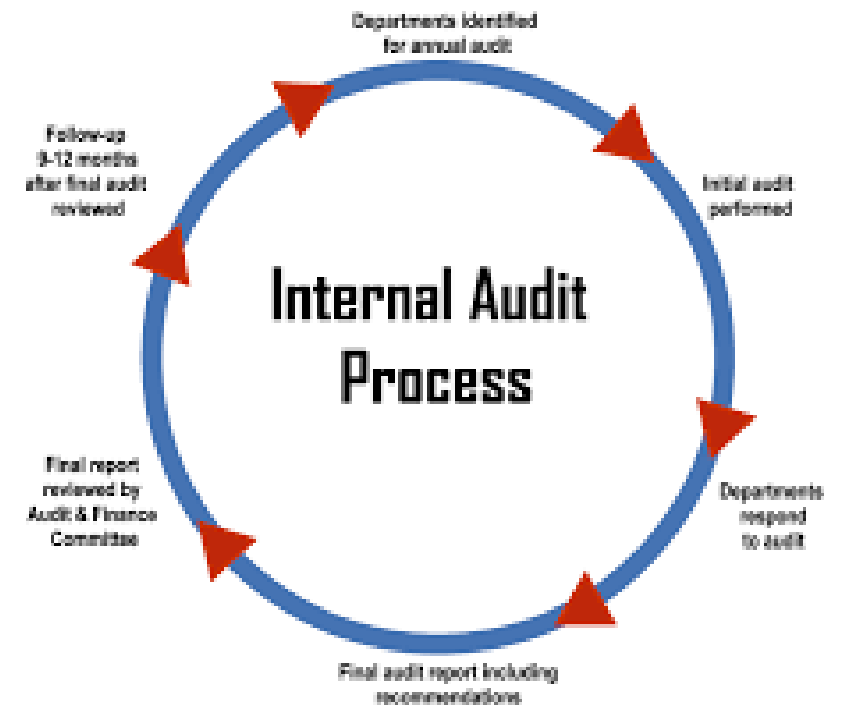 Departments identified
for annual audit
Initial audit
performed
Departments
respond
to audit
Final audit report including
recommendations
Final report
reviewed by
Audit & Finance
Committee
Follow-up
9-12 months
after final audit
reviewed
Internal Audit
Process